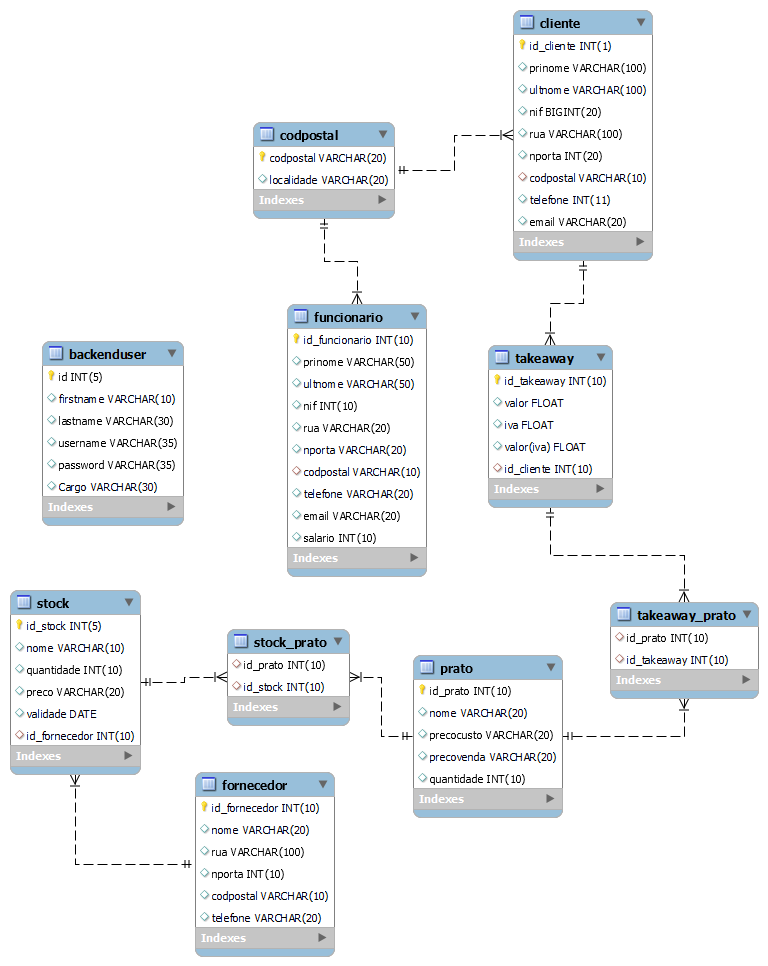 cliente
id_cliente INT(1)
prinome VARCHAR(100)
ultnome VARCHAR(100)
nif BIGINT(20)
rua VARCHAR(100)
nporta INT(20)
codpostal VARCHAR(10)
telefone INT(11)
email VARCHAR(20)
Indexes
codpostal
codpostal VARCHAR(20)
localidade VARCHAR(20)
Indexes
funcionario
id_funcionario INT(10)
prinome VARCHAR(50)
ultnome VARCHAR(50)
nif INT(10)
rua VARCHAR(20)
nporta VARCHAR(20)
codpostal VARCHAR(10)
telefone VARCHAR(20)
email VARCHAR(20)
salario INT(10)
Indexes
backenduser
id INT(5)
firstname VARCHAR(10)
lastname VARCHAR(30)
username VARCHAR(35)
password VARCHAR(35)
Cargo VARCHAR(30)
Indexes
takeaway
id_takeaway INT(10)
valor FLOAT
iva FLOAT
valor(iva) FLOAT
id_cliente INT(10)
Indexes
stock
id_stock INT(5)
nome VARCHAR(10)
quantidade INT(10)
preco VARCHAR(20)
validade DATE
id_fornecedor INT(10)
Indexes
stock_prato
id_prato INT(10)
id_stock INT(10)
Indexes
prato
id_prato INT(10)
nome VARCHAR(20)
precocusto VARCHAR(20)
precovenda VARCHAR(20)
quantidade INT(10)
Indexes
takeaway_prato
id_prato INT(10)
id_takeaway INT(10)
Indexes
fornecedor
id_fornecedor INT(10)
nome VARCHAR(20)
rua VARCHAR(100)
nporta INT(10)
codpostal VARCHAR(10)
telefone VARCHAR(20)
Indexes